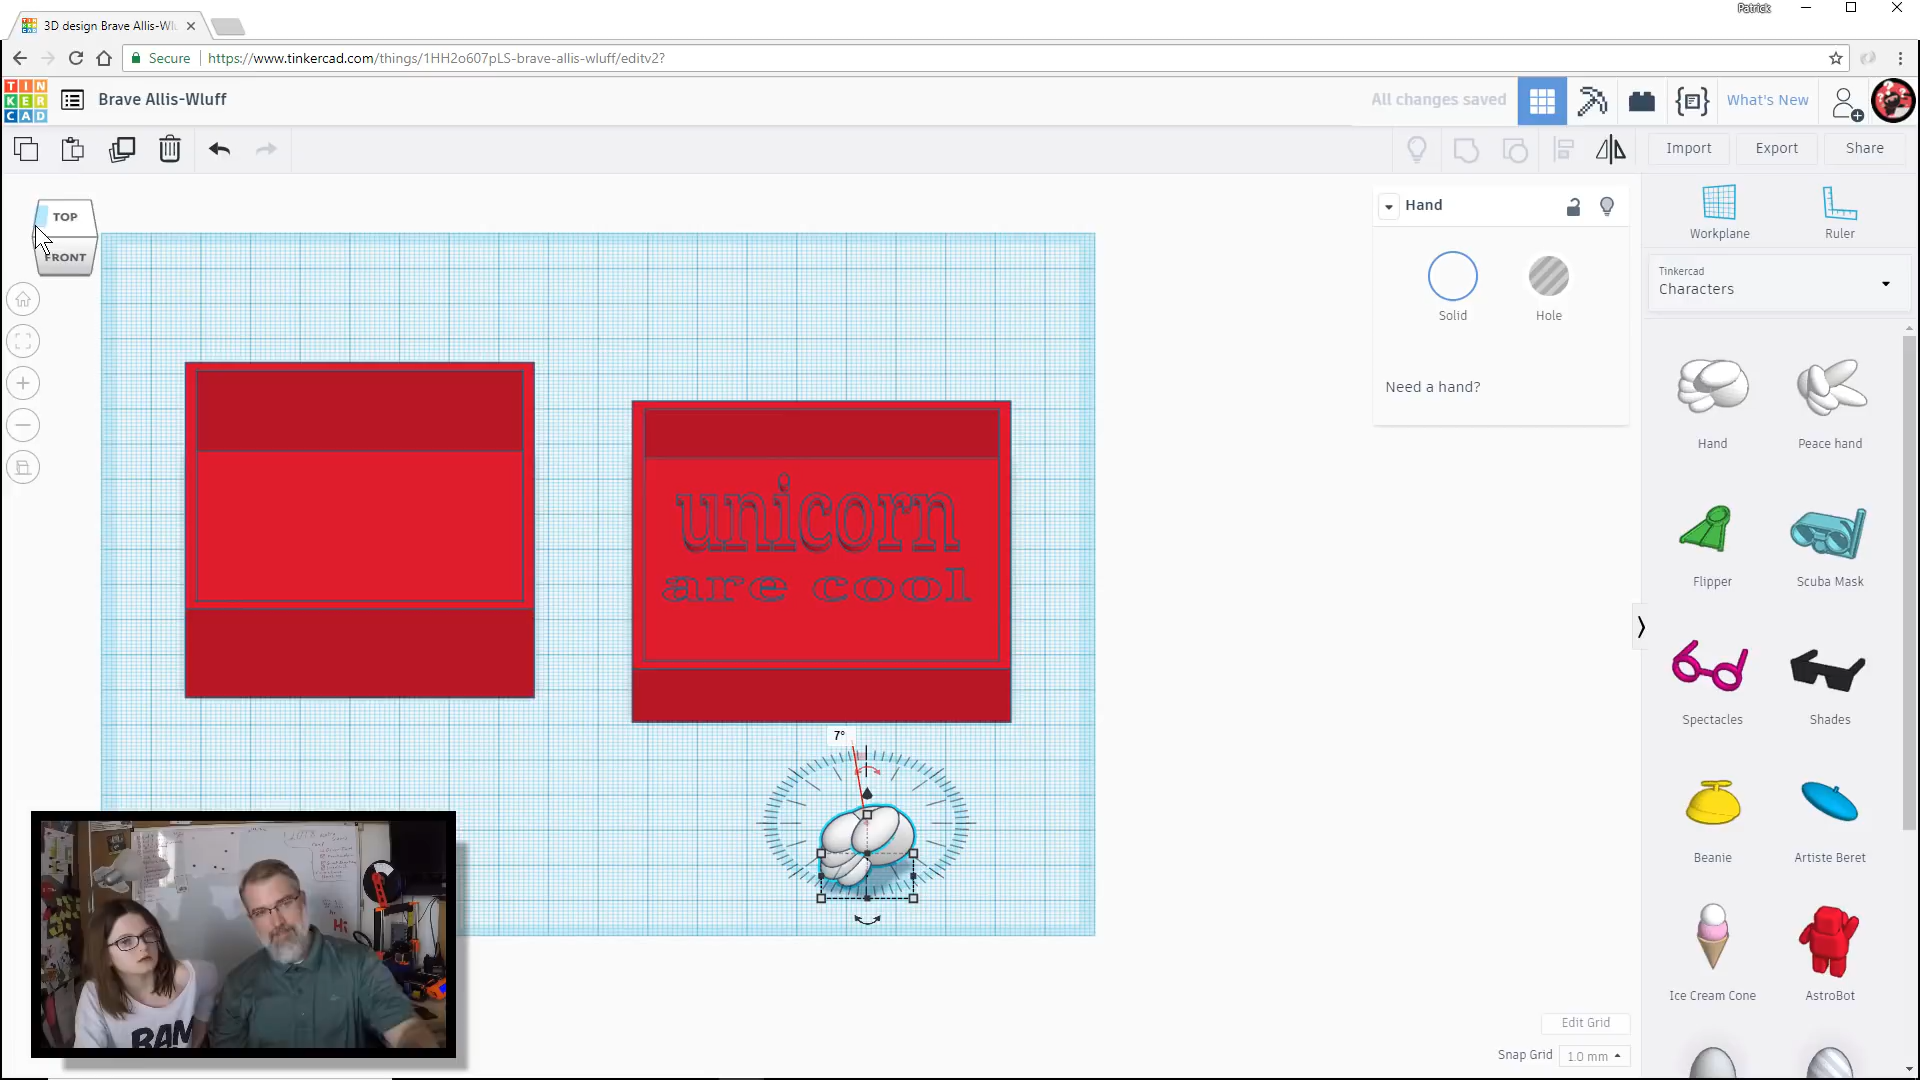 Patrick
3D design Brave Allis-Wlu
Secure https://www.tinkercad.com/things/1HH2o607pLS-brave-allis-wluff/editv2?
TIN
KER
CAD
Brave Allis-Wluff
All changes saved
What's New
Import
Export
Share
TOP
FRONT
Hand
Solid
Hole
Need a hand?
Workplane
Ruler
Tinkercad
Characters
Hand
Peace hand
Flipper
Scuba Mask
Spectacles
Shades
Beanie
Artiste Beret
Ice Cream Cone
AstroBot
unicorn
are cool
7°
Hi
BAM
Edit Grid
Snap Grid 1.0 mm